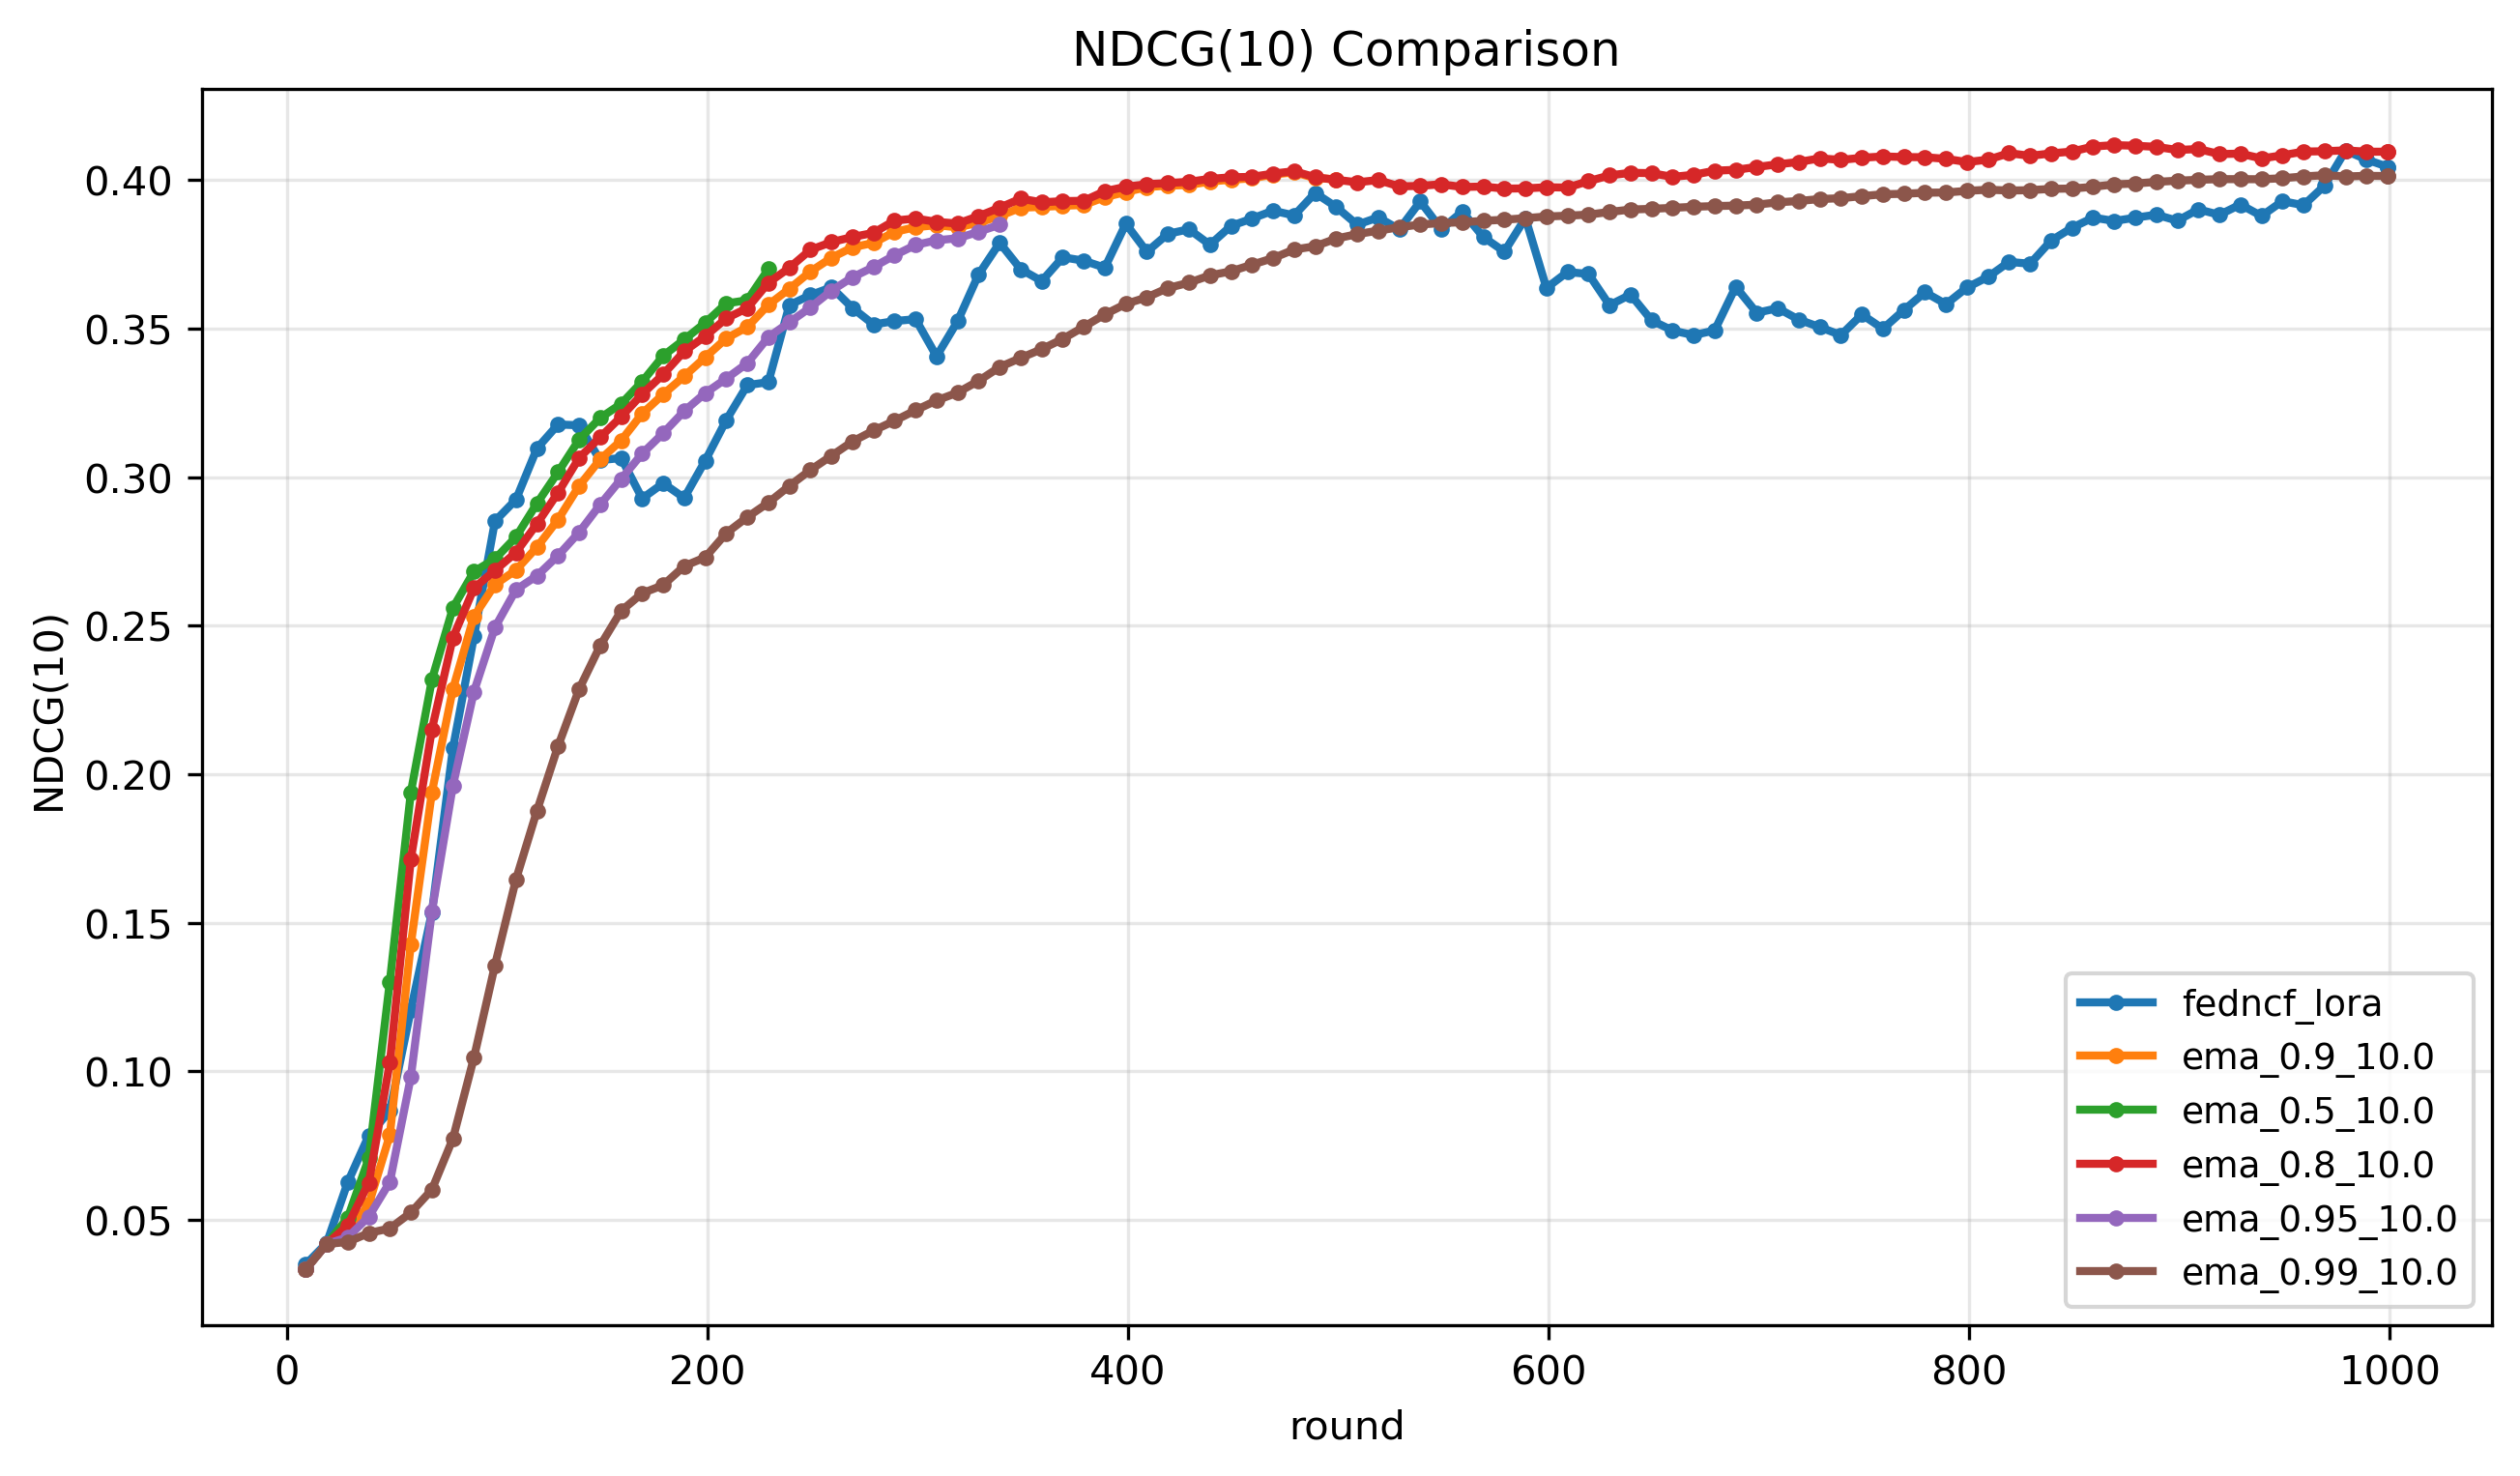 NDCG(10) Comparison
NDCG(10)
0.40
0.35
0.30
0.25
0.20
0.15
0.10
0.05
0 200 400 600 800 1000
round
fedncf_lora
ema_0.9_10.0
ema_0.5_10.0
ema_0.8_10.0
ema_0.95_10.0
ema_0.99_10.0